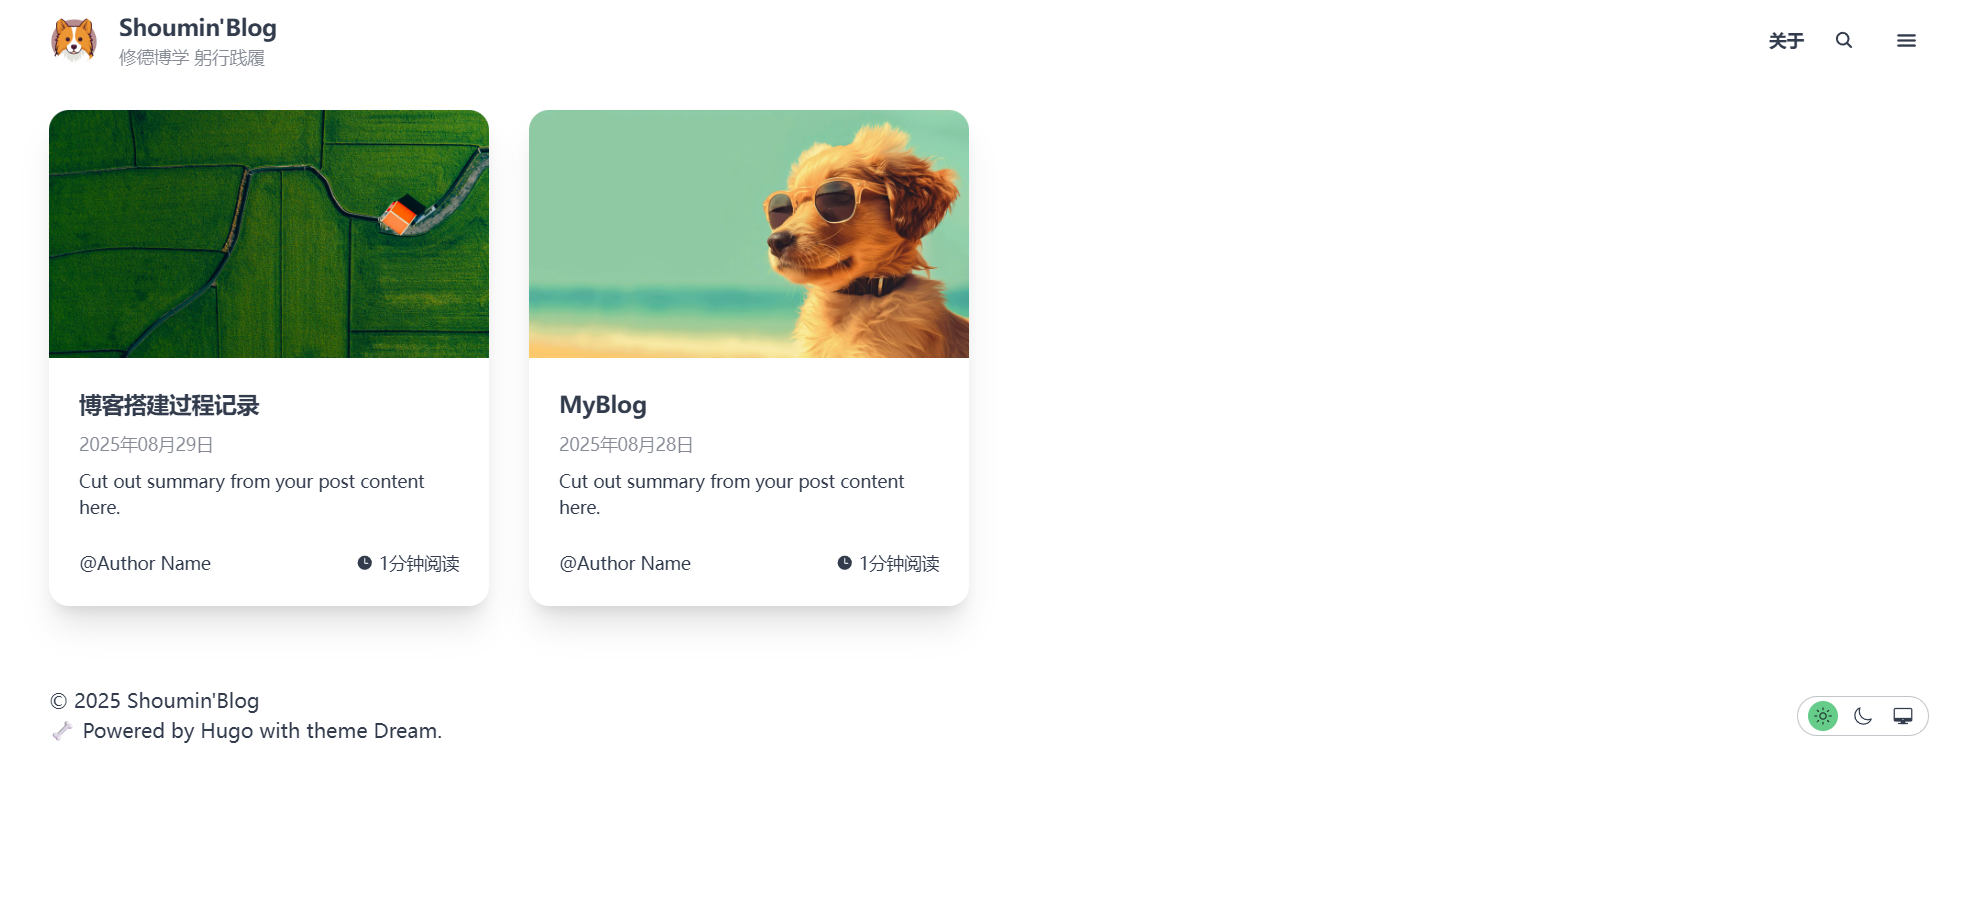 Shoumin'Blog
修德博学 躬行践履
关于
博客搭建过程记录
2025年08月29日
Cut out summary from your post content
here.
@Author Name
1分钟阅读
MyBlog
2025年08月28日
Cut out summary from your post content
here.
@Author Name
1分钟阅读
© 2025 Shoumin'Blog
Powered by Hugo with theme Dream.